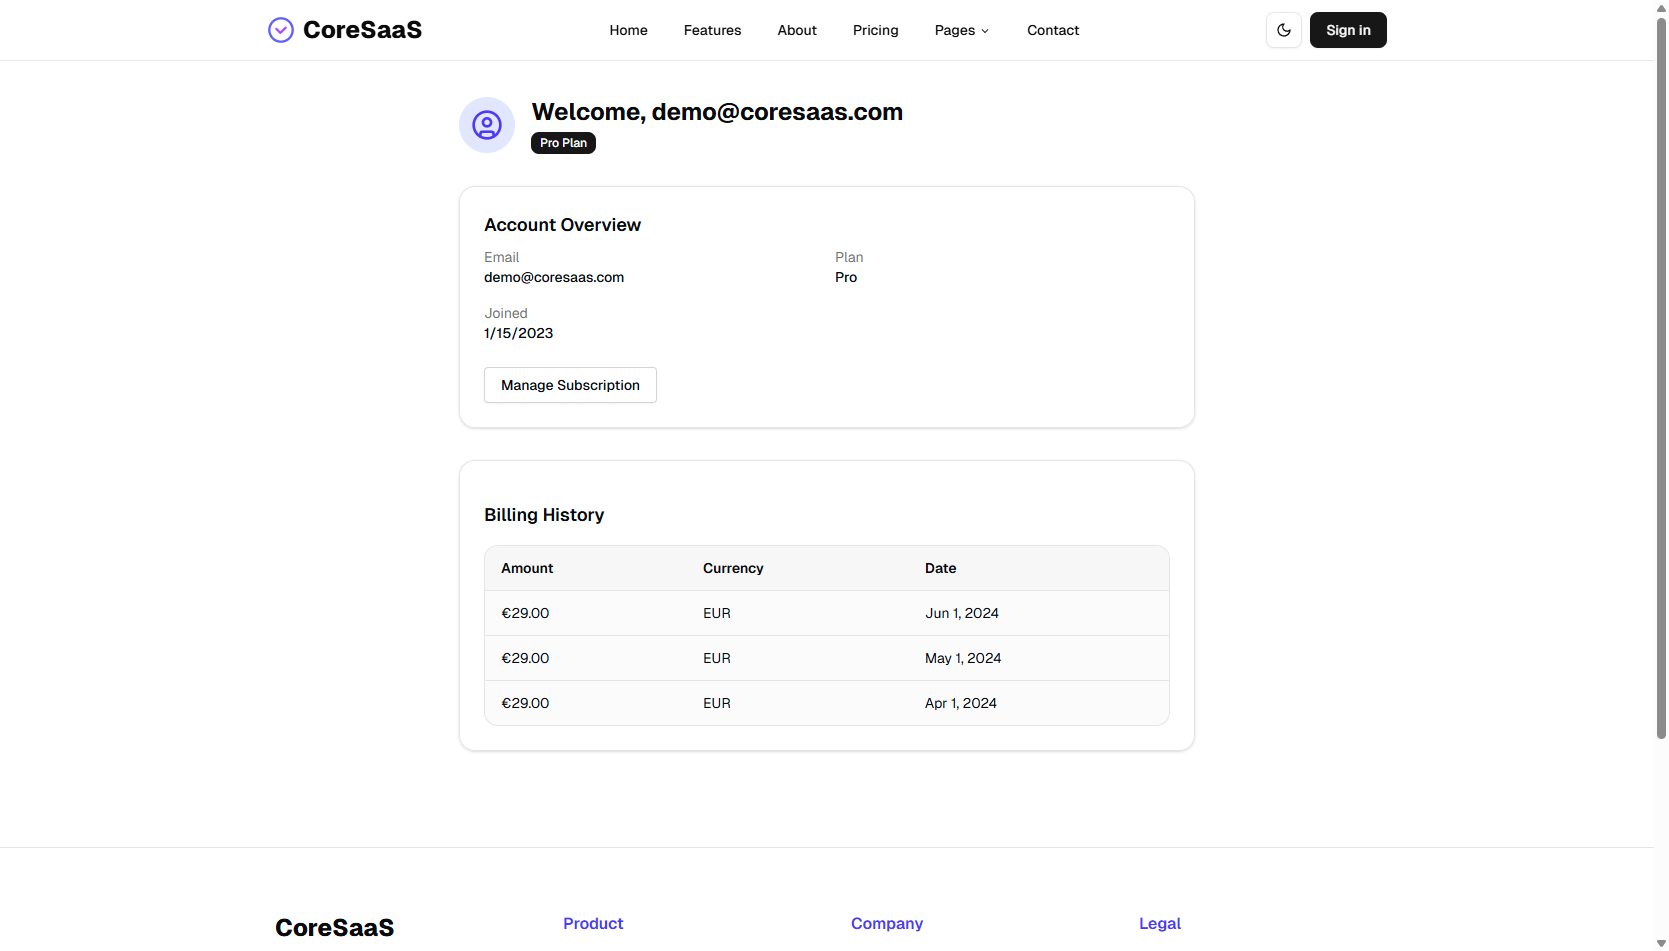 CoreSaaS
Home Features About Pricing Pages Contact
Sign in
Welcome, demo@coresaas.com
Pro Plan
Account Overview
Email Plan
demo@coresaas.com Pro
Joined
1/15/2023
Manage Subscription
Billing History
Amount Currency Date
€29.00 EUR Jun 1, 2024
€29.00 EUR May 1, 2024
€29.00 EUR Apr 1, 2024
CoreSaaS Product Company Legal